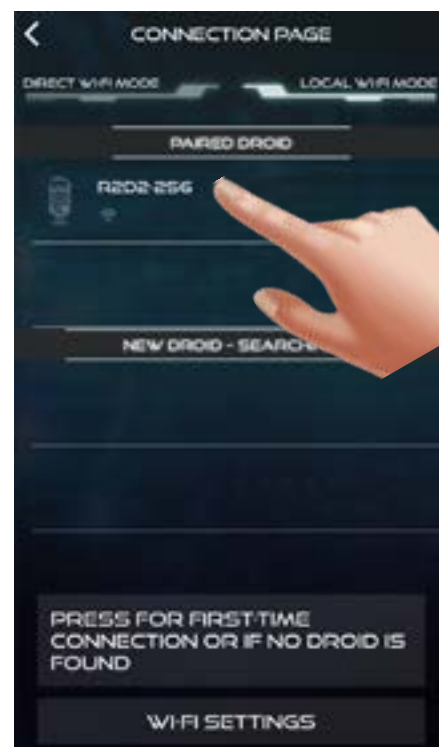 CONNECTION PAGE
DIRECT WI-FI MODE
LOCAL WI-FI MODE
PAIRED DROID
R2D2-256
NEW DROID - SEARCHI
PRESS FOR FIRST-TIME
CONNECTION OR IF NO DROID IS
FOUND
WI-FI SETTINGS